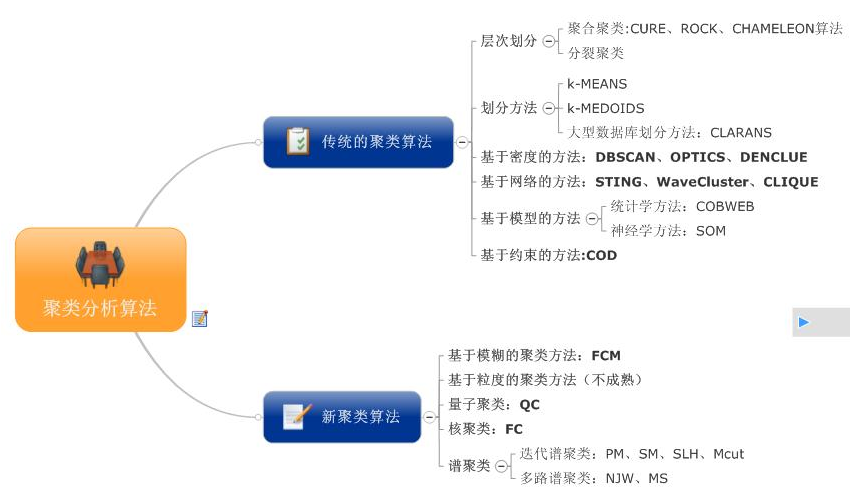 聚类分析算法
传统的聚类算法
层次划分
聚合聚类:CURE、ROCK、CHAMELEON算法
分裂聚类
划分方法
k-MEANS
k-MEDOIDS
大型数据库划分方法：CLARANS
基于密度的方法：DBSCAN、OPTICS、DENCLUE
基于网络的方法：STING、WaveCluster、CLIQUE
基于模型的方法
统计学方法：COBWEB
神经学方法：SOM
基于约束的方法:COD
新聚类算法
基于模糊的聚类方法：FCM
基于粒度的聚类方法（不成熟）
量子聚类：QC
核聚类：FC
谱聚类
迭代谱聚类：PM、SM、SLH、Mcut
多路谱聚类：NJW、MS